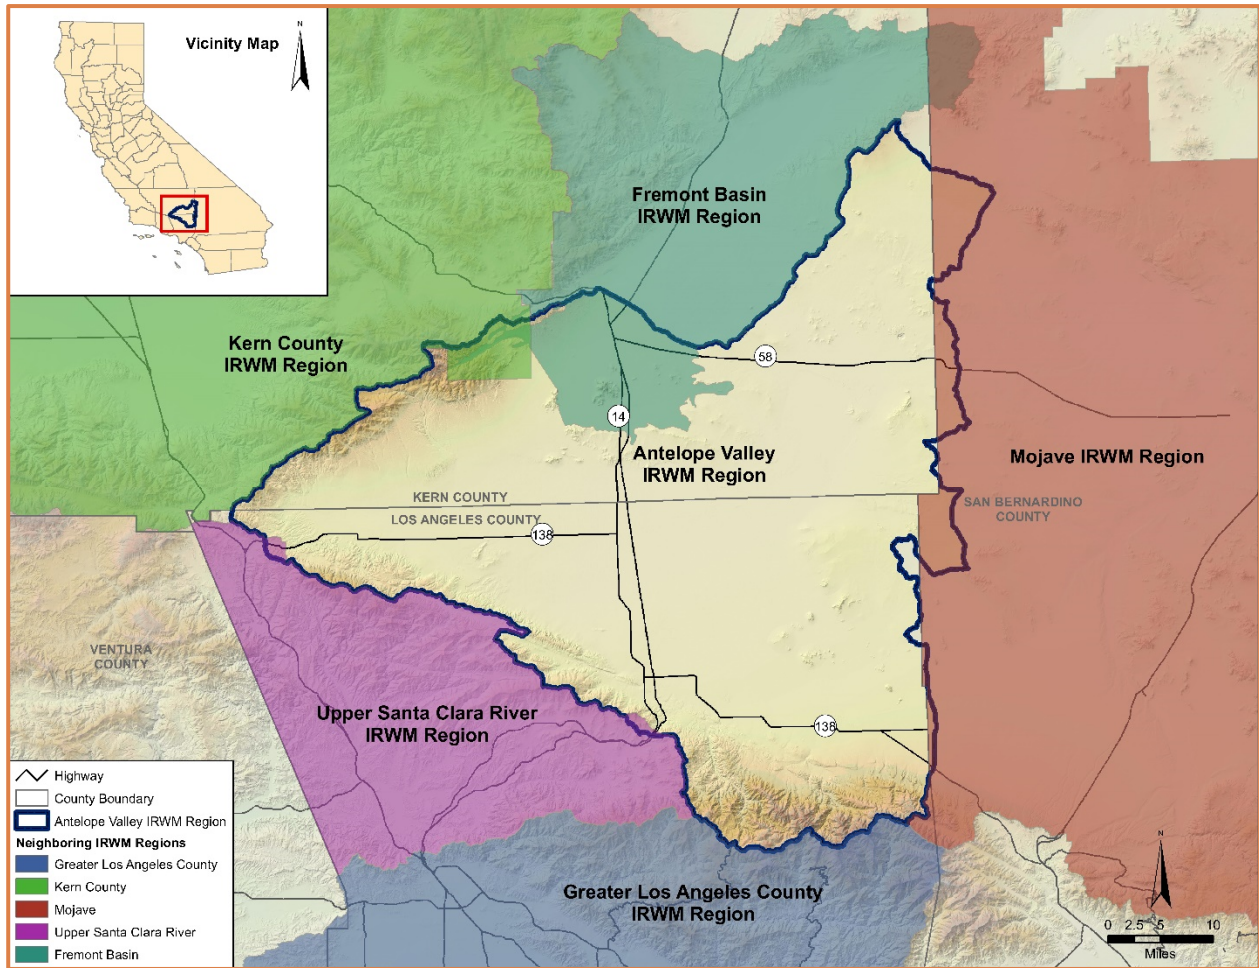 Vicinity Map
N
Fremont Basin
IRWM Region
Kern County
IRWM Region
58
14
Antelope Valley
IRWM Region
Mojave IRWM Region
KERN COUNTY
LOS ANGELES COUNTY
SAN BERNARDINO
COUNTY
138
VENTURA
COUNTY
Upper Santa Clara River
IRWM Region
138
Highway
County Boundary
Antelope Valley IRWM Region
Neighboring IRWM Regions
Greater Los Angeles County
Kern County
Mojave
Upper Santa Clara River
Fremont Basin
Greater Los Angeles County
IRWM Region
N
0 2.5 5 10
Miles